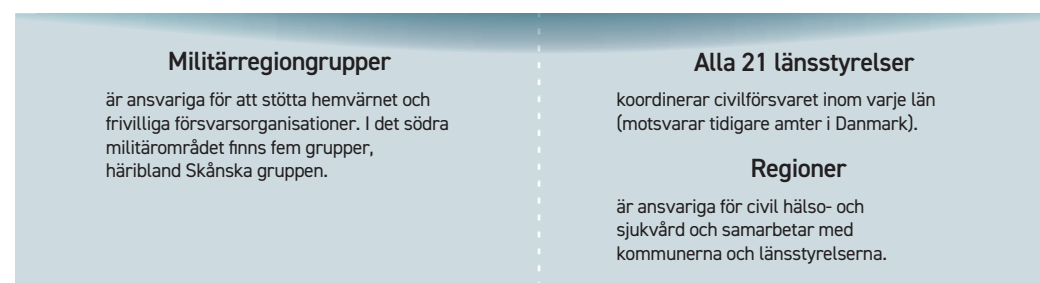 Militärregiongrupper
är ansvariga för att stötta hemvärnet och
frivilliga försvarsorganisationer. I det södra
militärområdet finns fem grupper,
häribland Skånska gruppen.
Alla 21 länsstyrelser
koordinerar civilförsvaret inom varje län
(motsvarar tidigare amter i Danmark).
Regioner
är ansvariga för civil hälso- och
sjukvård och samarbetar med
kommunerna och länsstyrelserna.